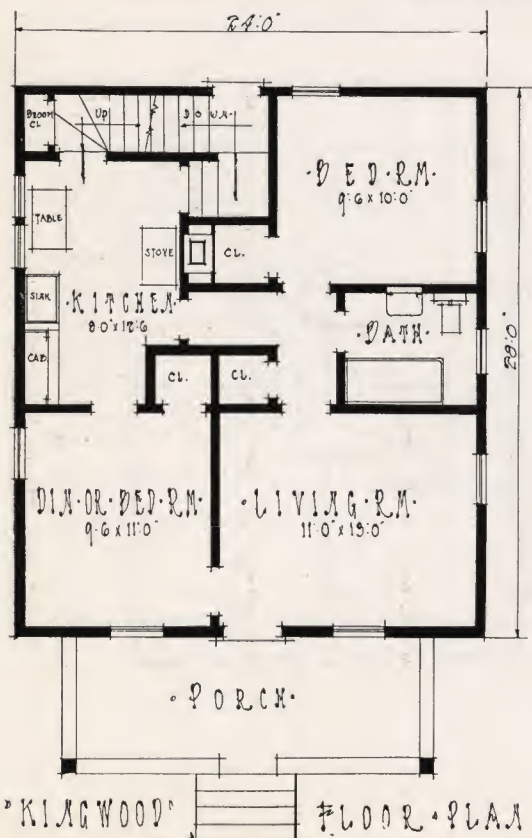 24'-0"
BROOM
CL.
UP
DOWN
·BED·RM·
9'-6 x 10'-0"
TABLE
STOVE
CL.
SINK
·KITCHEN
8'-0" x 12'-6
·BATH·
28'-0"
CAB.
CL.
CL.
DIN·OR·BED·RM·
9'-6 x 11'-0"
·LIVING·RM·
11'-0" x 13'-0"
·PORCH·
"KINGWOOD"
FLOOR·PLAN